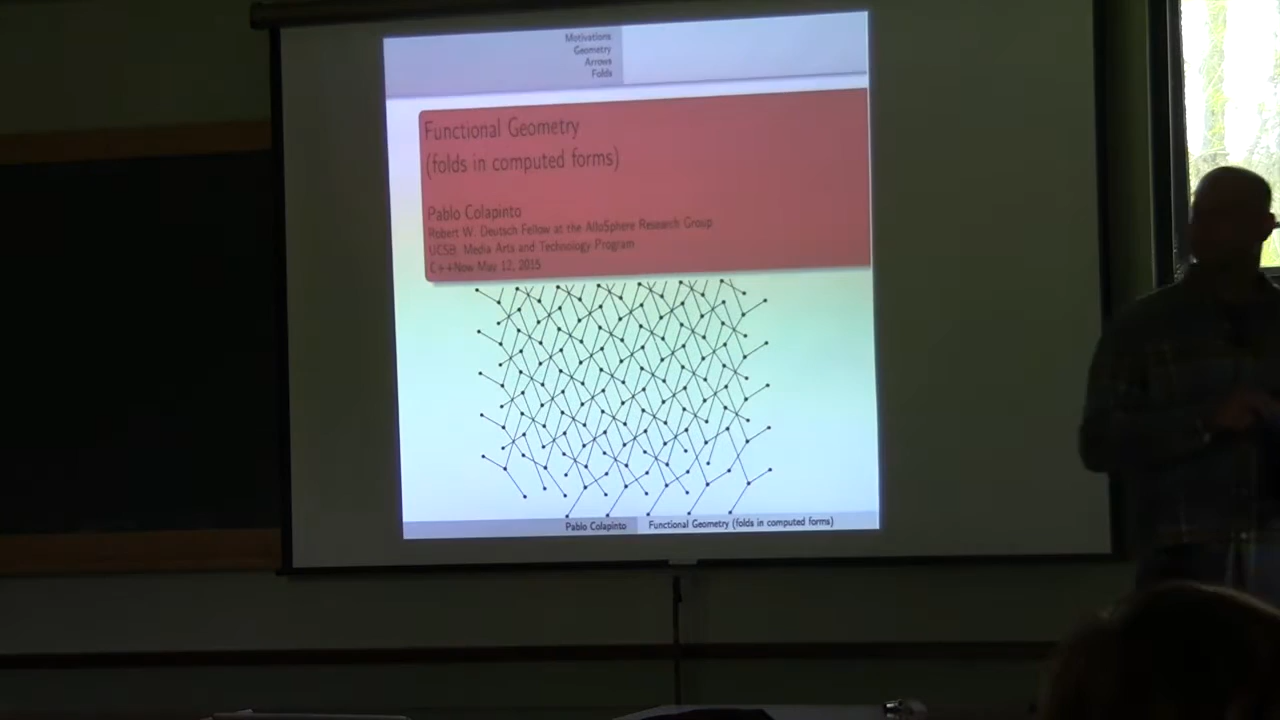 Motivations
Geometry
Arrows
Folds
Functional Geometry
(folds in computed forms)
Pablo Colapinto
Robert W. Deutsch Fellow at the AlloSphere Research Group
UCSB, Media Arts and Technology Program
C++Now May 12, 2015
Pablo Colapinto
Functional Geometry (folds in computed forms)